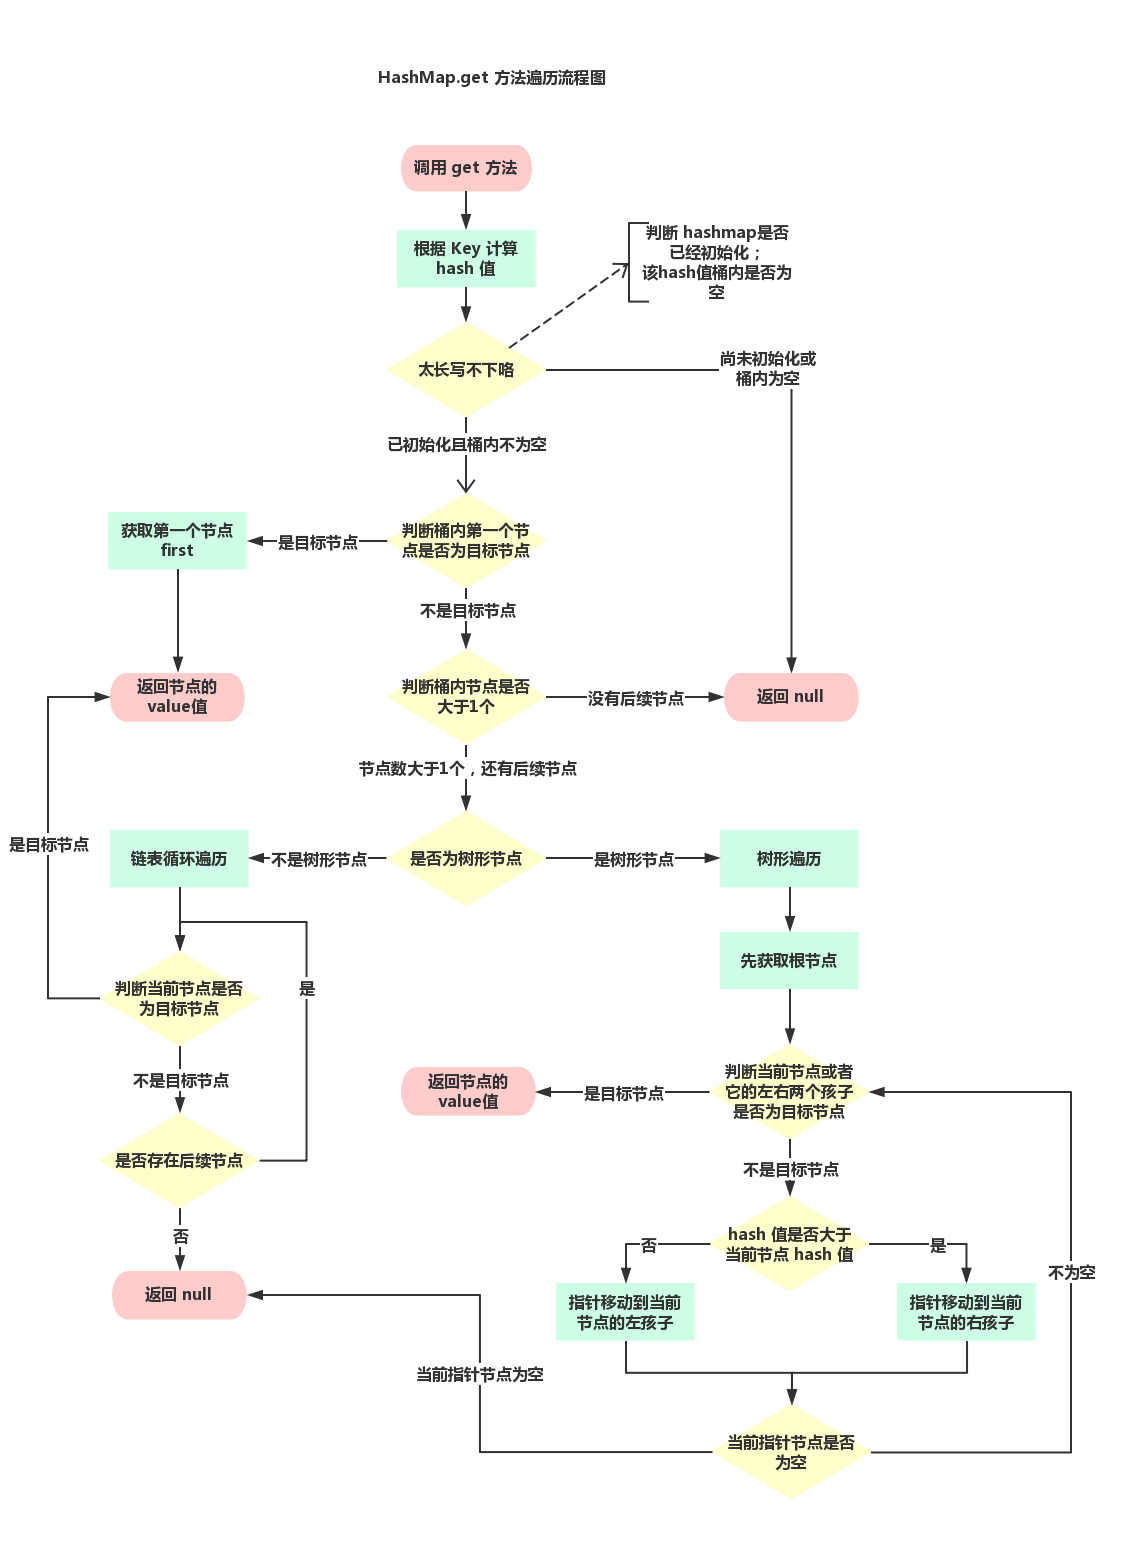 HashMap.get 方法遍历流程图
调用 get 方法
根据 Key 计算
hash 值
判断 hashmap是否
已经初始化；
该hash值桶内是否为
空
太长写不下咯
尚未初始化或
桶内为空
已初始化且桶内不为空
获取第一个节点
first
是目标节点
判断桶内第一个节
点是否为目标节点
不是目标节点
返回节点的
value值
判断桶内节点是否
大于1个
没有后续节点
返回 null
节点数大于1个，还有后续节点
是目标节点
链表循环遍历
不是树形节点
是否为树形节点
是树形节点
树形遍历
先获取根节点
判断当前节点是否
为目标节点
是
不是目标节点
返回节点的
value值
是目标节点
判断当前节点或者
它的左右两个孩子
是否为目标节点
是否存在后续节点
不是目标节点
否
hash 值是否大于
当前节点 hash 值
否
是
不为空
返回 null
指针移动到当前
节点的左孩子
指针移动到当前
节点的右孩子
当前指针节点为空
当前指针节点是否
为空